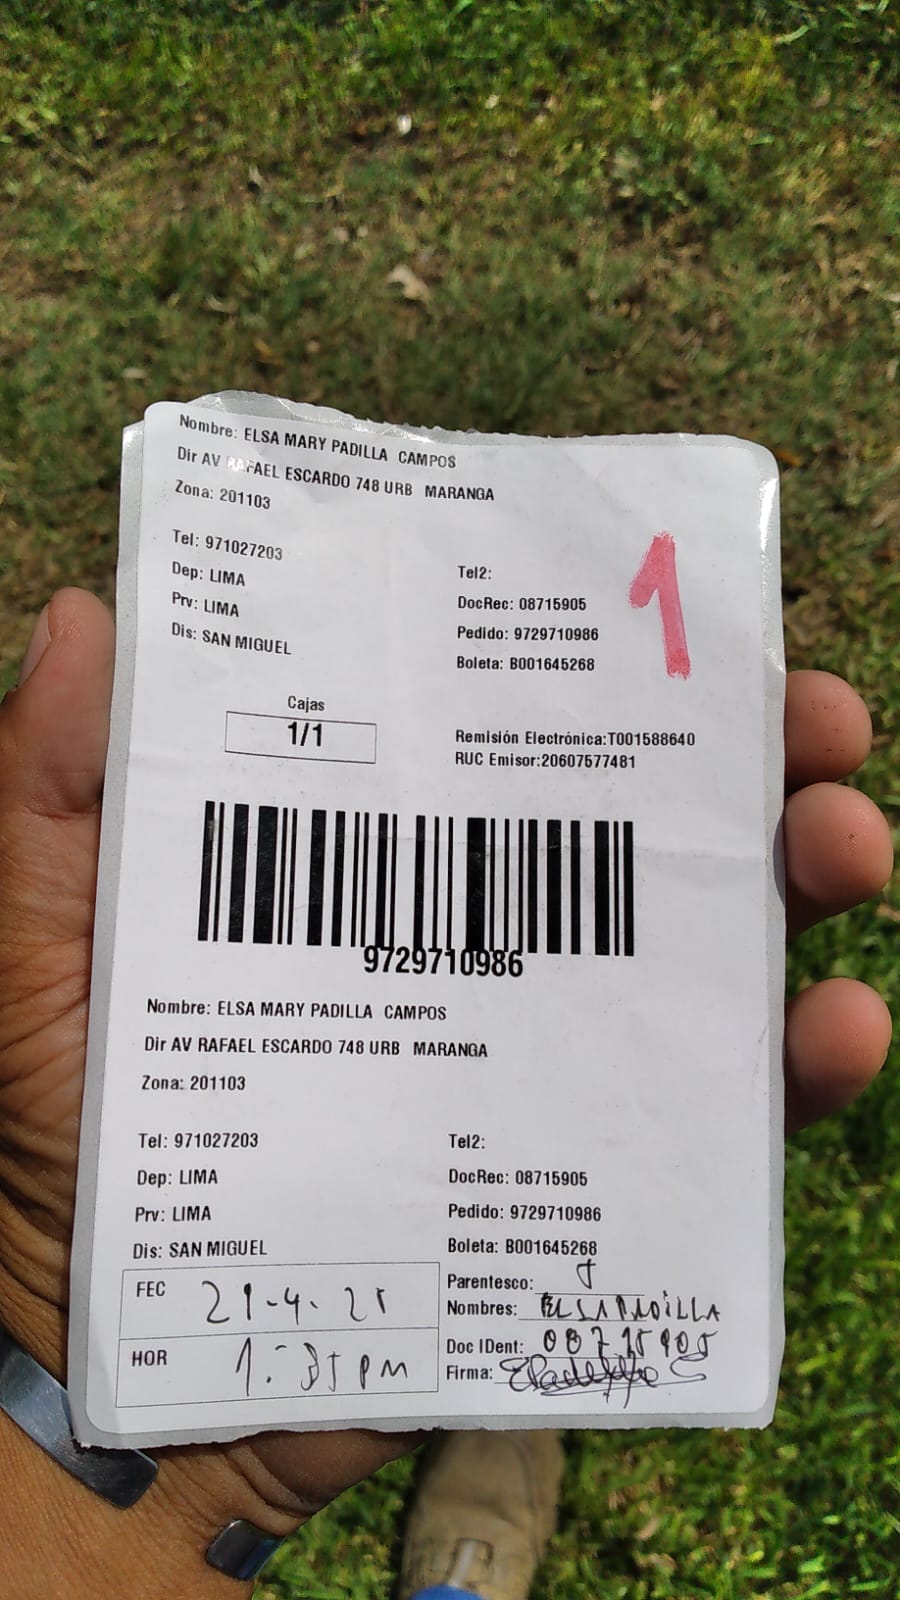 Nombre: ELSA MARY PADILLA CAMPOS
Dir AV RAFAEL ESCARDO 748 URB MARANGA
Zona: 201103
Tel: 971027203
Dep: LIMA
Prv: LIMA
Dis: SAN MIGUEL
Tel2:
DocRec: 08715905
Pedido: 9729710986
Boleta: B001645268
1
Cajas
1/1
Remisión Electrónica:T001588640
RUC Emisor:20607577481
9729710986
Nombre: ELSA MARY PADILLA CAMPOS
Dir AV RAFAEL ESCARDO 748 URB MARANGA
Zona: 201103
Tel: 971027203
Dep: LIMA
Prv: LIMA
Dis: SAN MIGUEL
Tel2:
DocRec: 08715905
Pedido: 9729710986
Boleta: B001645268
FEC
HOR 1:35 pm
Parentesco:
Nombres: ELSA PADILLA
Doc IDent: 08715905
Firma: